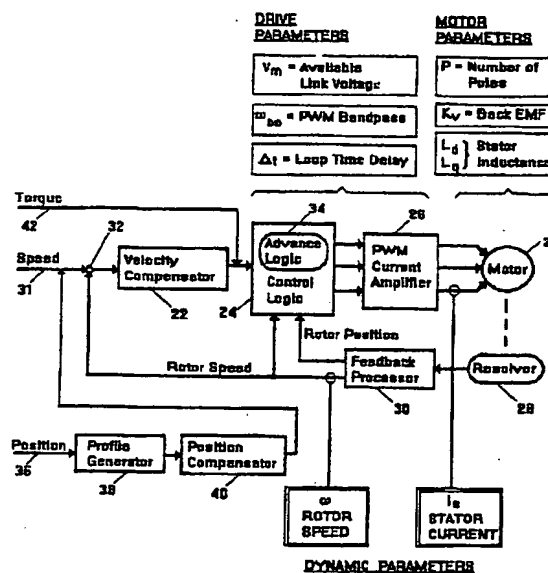 DRIVE
PARAMETERS
MOTOR
PARAMETERS
Vm = Available
Link Voltage
P = Number of
Poles
= PWM Bandpass
Kv = Back EMF
Δt = Loop Time Delay
Ld } Stator
Lq } Inductance
Torque
42
32
Speed
31
Velocity
Compensator
22
34
Advance
Logic
Control
Logic
24
26
PWM
Current
Amplifier
Motor
Rotor Position
Rotor Speed
Feedback
Processor
30
Resolver
28
Position
36
Profile
Generator
38
Position
Compensator
40
ω
ROTOR
SPEED
Is
STATOR
CURRENT
DYNAMIC PARAMETERS